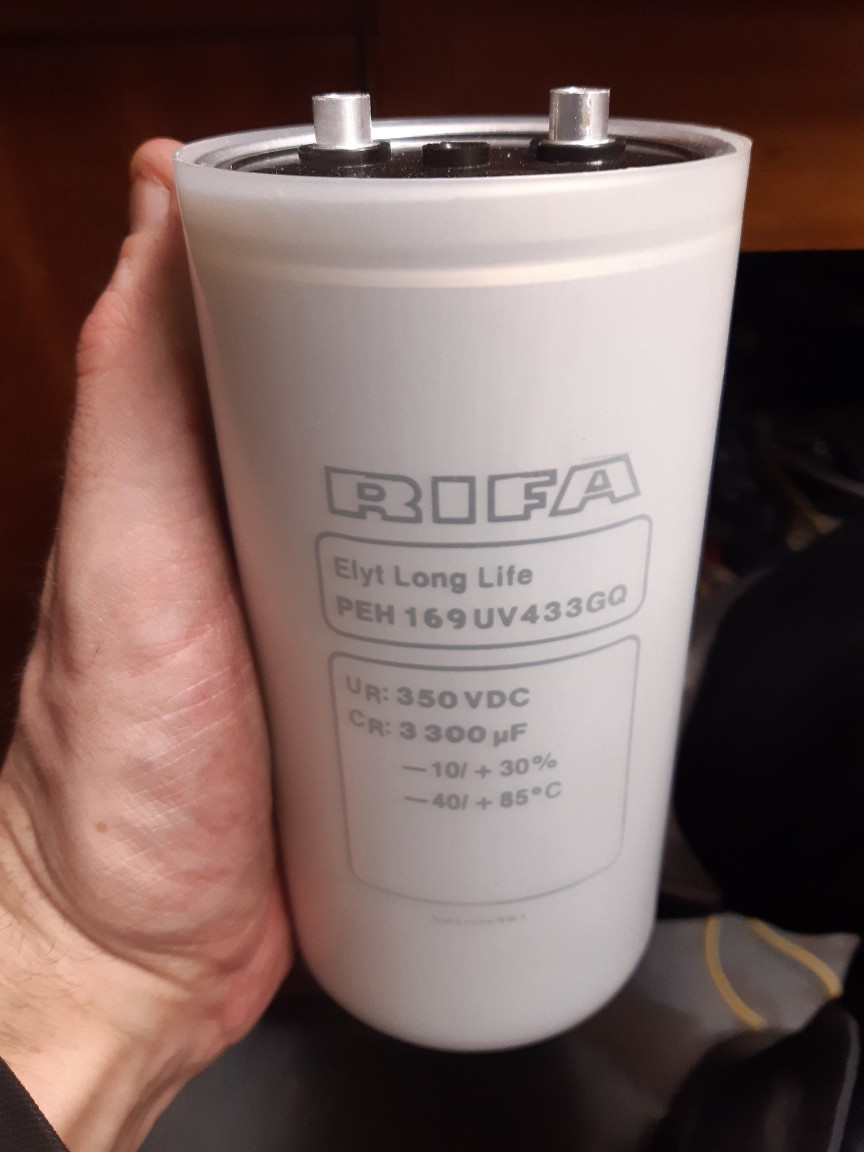 RIFA
Elyt Long Life
PEH 169 UV433GQ
UR: 350 VDC
CR: 3 300 µF
—10/ + 30%
—40/ + 85°C